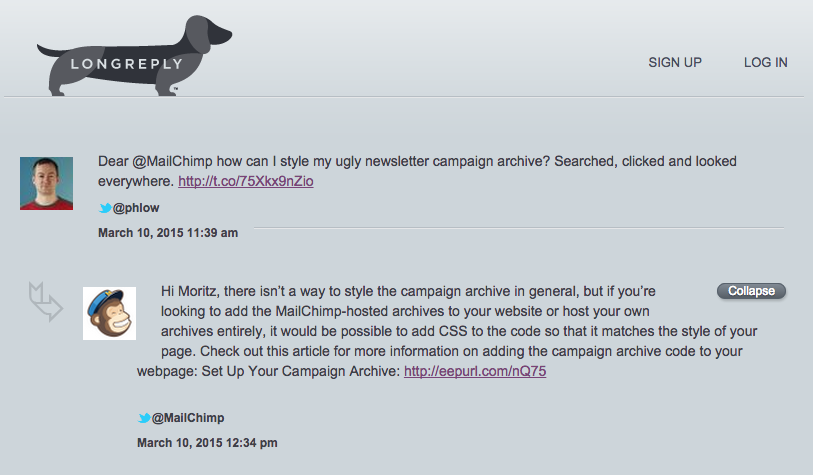 LONGREPLY
SIGN UP
LOG IN
Dear @MailChimp how can I style my ugly newsletter campaign archive? Searched, clicked and looked
everywhere. http://t.co/75Xkx9nZio
@phlow
March 10, 2015 11:39 am
Hi Moritz, there isn't a way to style the campaign archive in general, but if you're
Collapse
looking to add the MailChimp-hosted archives to your website or host your own
archives entirely, it would be possible to add CSS to the code so that it matches the style of your
page. Check out this article for more information on adding the campaign archive code to your
webpage: Set Up Your Campaign Archive: http://eepurl.com/nQ75
@MailChimp
March 10, 2015 12:34 pm